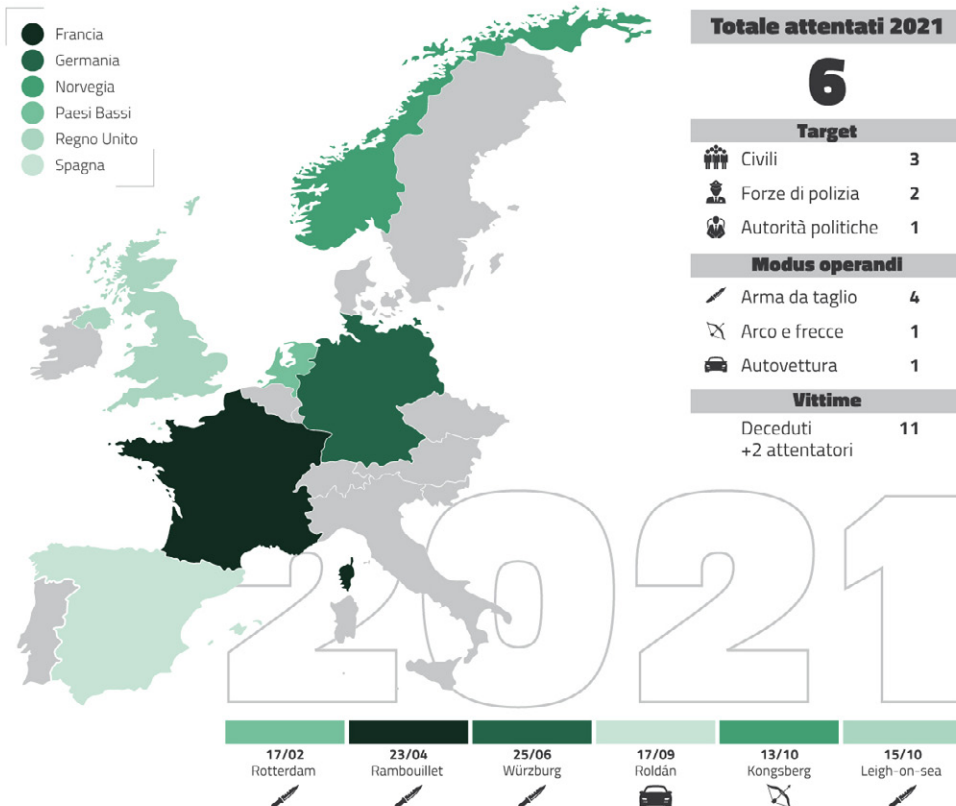 Francia
Germania
Norvegia
Paesi Bassi
Regno Unito
Spagna
Totale attentati 2021
6
Target
Civili 3
Forze di polizia 2
Autorità politiche 1
Modus operandi
Arma da taglio 4
Arco e frecce 1
Autovettura 1
Vittime
Deceduti 11
+2 attentatori
2021
17/02
Rotterdam
23/04
Rambouillet
25/06
Würzburg
17/09
Roldán
13/10
Kongsberg
15/10
Leigh-on-sea